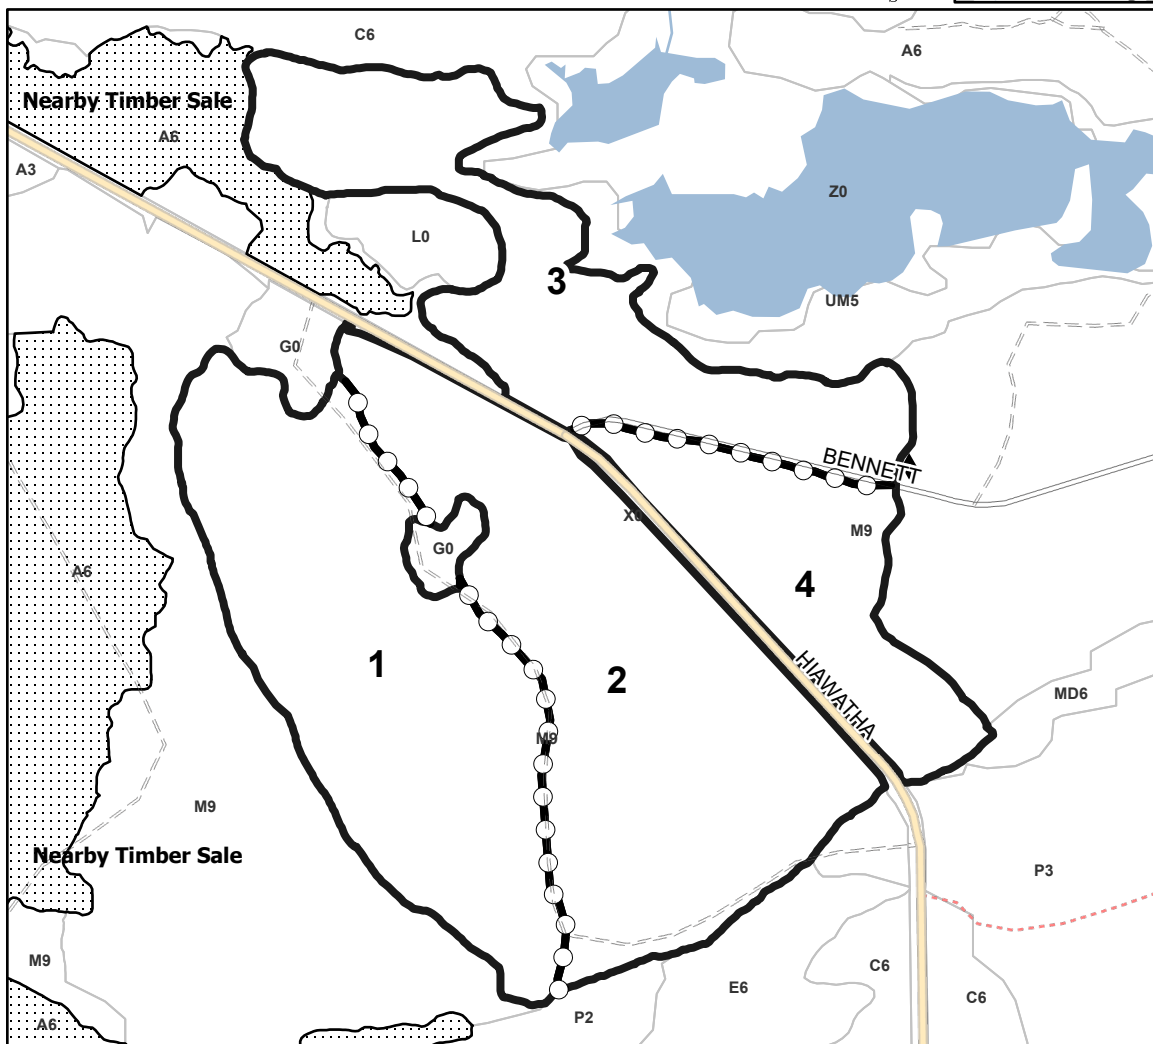 C6
A6
Nearby Timber Sale
A6
A3
Z0
L0
3
UM5
G0
BENNETT
X0
M9
G0
A6
4
1
2
HIAWATHA
MD6
M9
M9
Nearby Timber Sale
P3
M9
C6
E6
C6
P2
A6